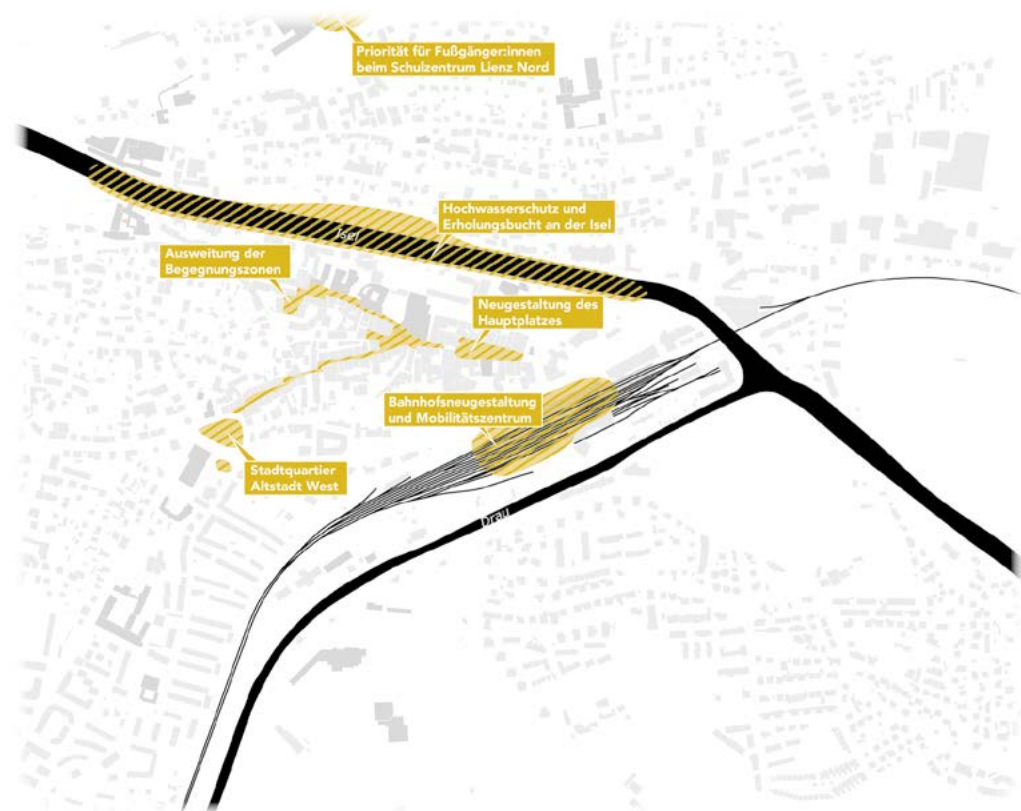 Priorität für Fußgänger:innen
beim Schulzentrum Lienz Nord
Hochwasserschutz und
Erholungsbucht an der Isel
Isel
Ausweitung der
Begegnungszonen
Neugestaltung des
Hauptplatzes
Bahnhofsneugestaltung
und Mobilitätszentrum
Stadtquartier
Altstadt West
Drau